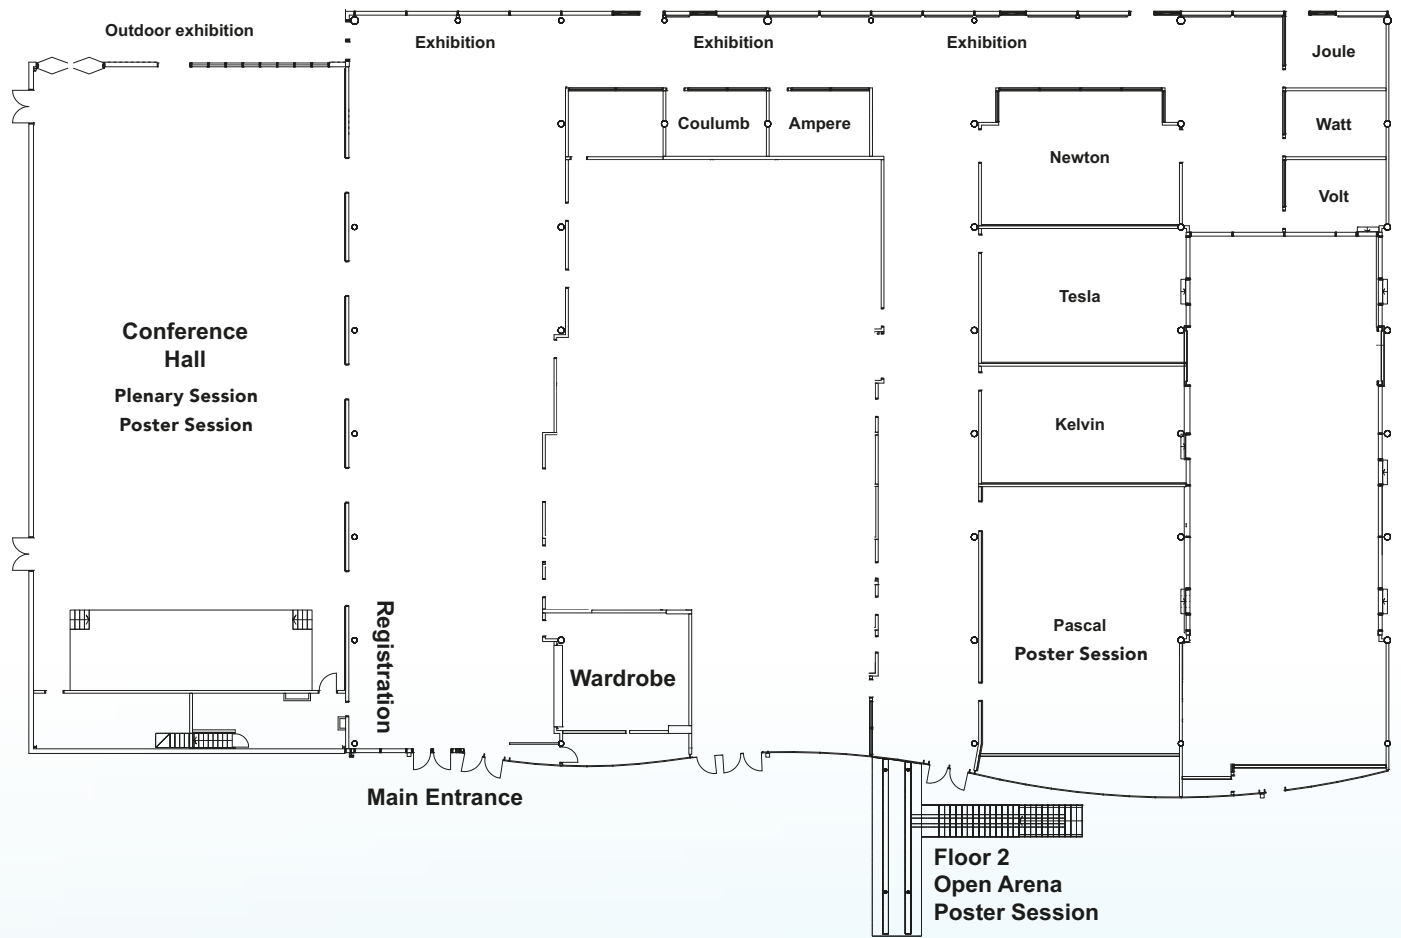 Outdoor exhibition
Exhibition
Exhibition
Exhibition
Joule
Coulumb
Ampere
Watt
Newton
Volt
Tesla
Conference
Hall
Plenary Session
Poster Session
Kelvin
Registration
Pascal
Poster Session
Wardrobe
Main Entrance
Floor 2
Open Arena
Poster Session